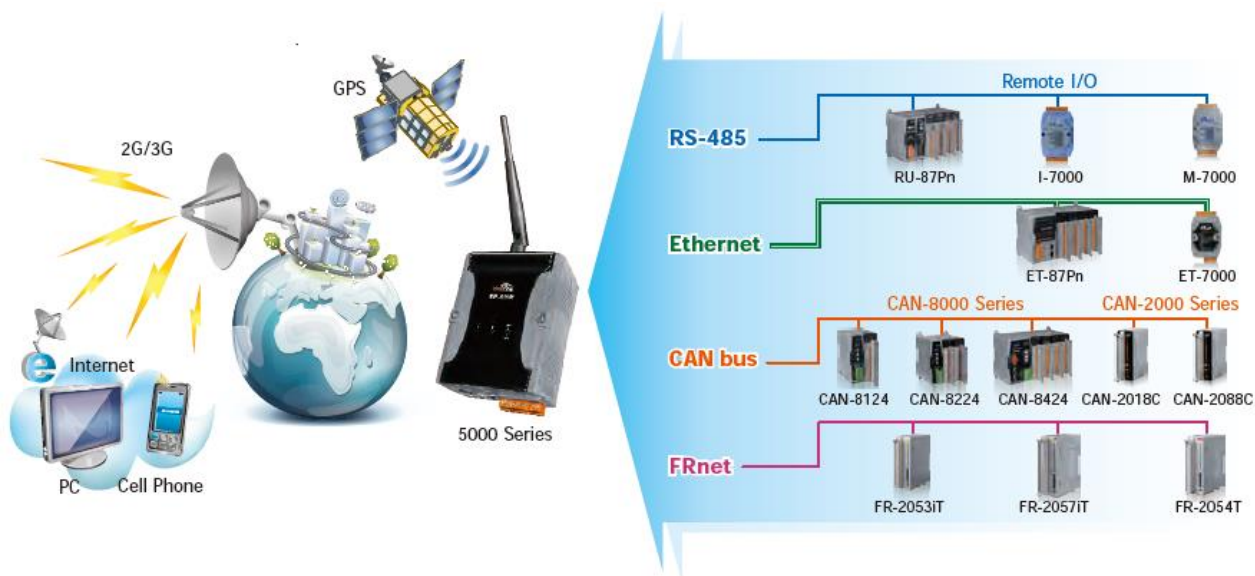 GPS
2G/3G
Internet
PC
Cell Phone
5000 Series
Remote I/O
RS-485
RU-87Pn
I-7000
M-7000
Ethernet
ET-87Pn
ET-7000
CAN-8000 Series
CAN-2000 Series
CAN bus
CAN-8124
CAN-8224
CAN-8424
CAN-2018C
CAN-2088C
FRnet
FR-2053iT
FR-2057iT
FR-2054T